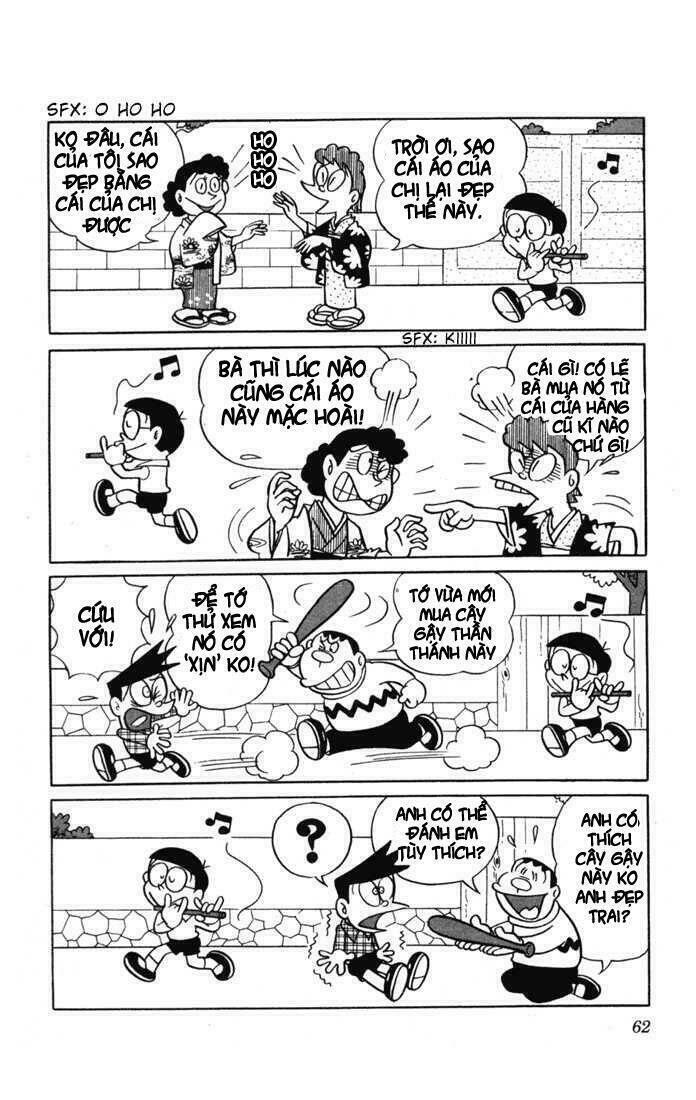 SFX: O HO HO
TRỜI ƠI, SAO
CÁI ÁO CỦA
CHỊ LẠI ĐẸP
THẾ NÀY.
HO
HO
HO
KO ĐÂU, CÁI
CỦA TÔI SAO
ĐẸP BẰNG
CÁI CỦA CHỊ
ĐƯỢC
SFX: KIIIII
CÁI GÌ! CÓ LẼ
BÀ MUA NÓ TỪ
CÁI CỬA HÀNG
CŨ KĨ NÀO
CHỨ GÌ!
BÀ THÌ LÚC NÀO
CŨNG CÁI ÁO
NÀY MẶC HOÀI!
TỚ VỪA MỚI
MUA CÂY
GẬY THẦN
THÁNH NÀY
ĐỂ TỚ
THỬ XEM
NÓ CÓ
'XỊN' KO!
CỨU
VỚI!
ANH CÓ
THÍCH
CÂY GẬY
NÀY KO
ANH ĐẸP
TRAI?
ANH CÓ THỂ
ĐÁNH EM
TÙY THÍCH?
?
62